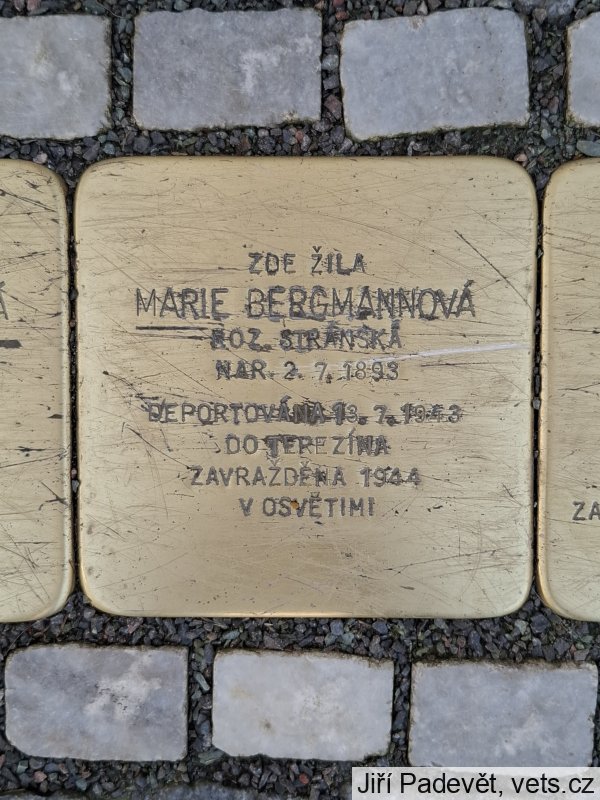 ZDE ŽILA
MARIE BERGMANNOVÁ
ROZ. STRÁNSKÁ
NAR. 2. 7. 1893
DEPORTOVÁNA 13. 7. 1943
DO TEREZÍNA
ZAVRAŽDĚNA 1944
V OSVĚTIMI
Á
ZA
Jiří Padevět, vets.cz